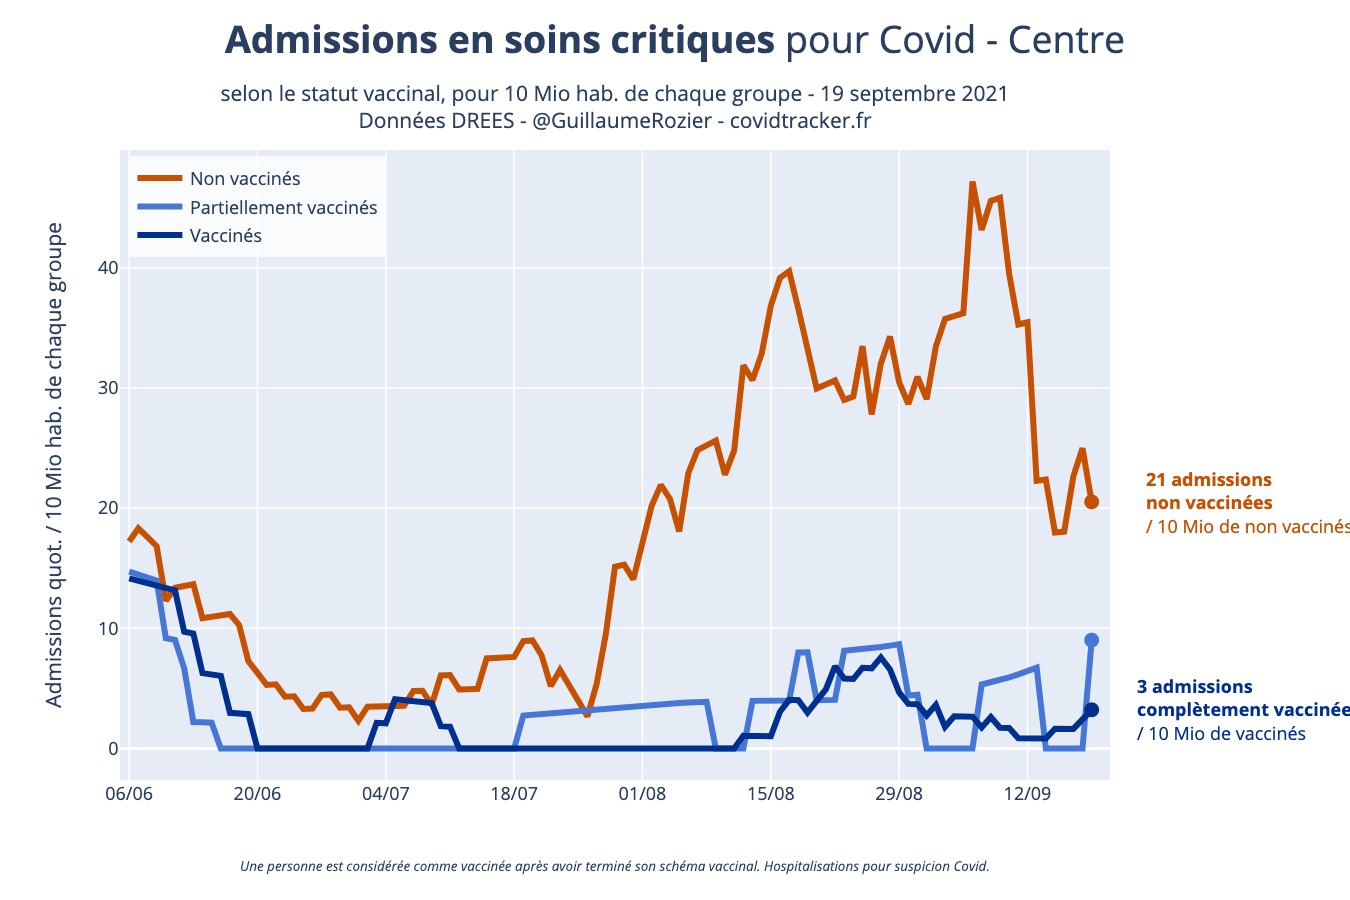 Admissions en soins critiques pour Covid - Centre
selon le statut vaccinal, pour 10 Mio hab. de chaque groupe - 19 septembre 2021
Données DREES - @GuillaumeRozier - covidtracker.fr
Non vaccinés
Partiellement vaccinés
Vaccinés
Admissions quot. / 10 Mio hab. de chaque groupe
40
30
20
10
0
06/06
20/06
04/07
18/07
01/08
15/08
29/08
12/09
21 admissions
non vaccinées
/ 10 Mio de non vaccinés
3 admissions
complètement vaccinée
/ 10 Mio de vaccinés
Une personne est considérée comme vaccinée après avoir terminé son schéma vaccinal. Hospitalisations pour suspicion Covid.